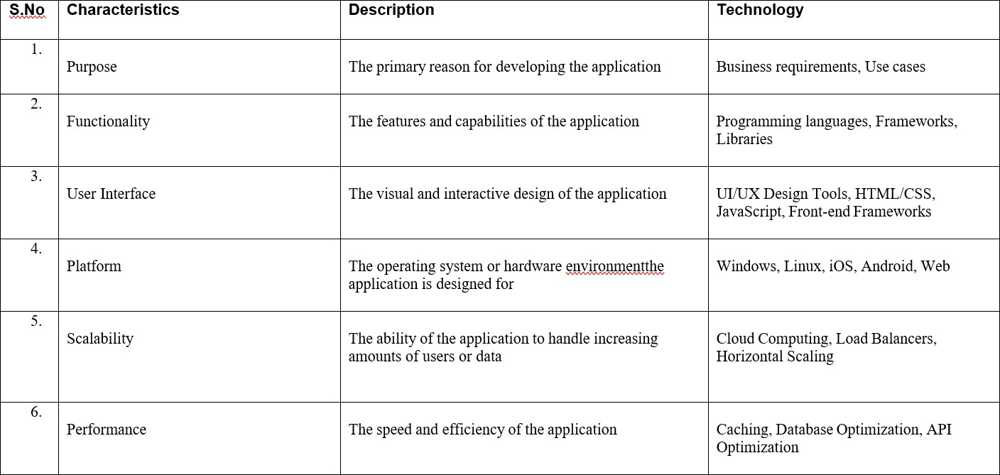 S.No Characteristics Description Technology
1.
Purpose The primary reason for developing the application Business requirements, Use cases
2.
Functionality The features and capabilities of the application Programming languages, Frameworks,
Libraries
3.
User Interface The visual and interactive design of the application UI/UX Design Tools, HTML/CSS,
JavaScript, Front-end Frameworks
4.
Platform The operating system or hardware environmentthe Windows, Linux, iOS, Android, Web
application is designed for
5.
Scalability The ability of the application to handle increasing Cloud Computing, Load Balancers,
amounts of users or data Horizontal Scaling
6.
Performance The speed and efficiency of the application Caching, Database Optimization, API
Optimization